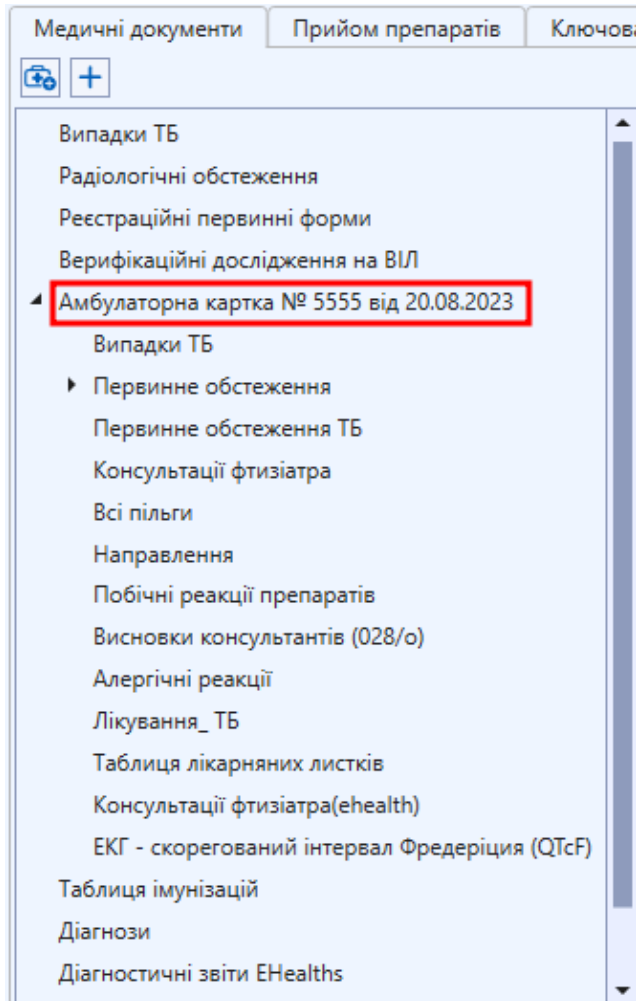 Медичні документи Прийом препаратів Ключова
Випадки ТБ
Радіологічні обстеження
Реєстраційні первинні форми
Верифікаційні дослідження на ВІЛ
Амбулаторна картка № 5555 від 20.08.2023
Випадки ТБ
Первинне обстеження
Первинне обстеження ТБ
Консультації фтизіатра
Всі пільги
Направлення
Побічні реакції препаратів
Висновки консультантів (028/о)
Алергічні реакції
Лікування_ ТБ
Таблиця лікарняних листків
Консультації фтизіатра(ehealth)
ЕКГ - скорегований інтервал Фредеріція (QTcF)
Таблиця імунізацій
Діагнози
Діагностичні звіти EHealths